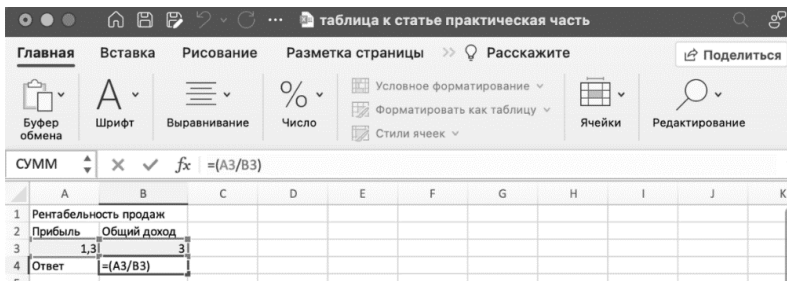 таблица к статье практическая часть
Главная Вставка Рисование Разметка страницы >> Расскажите Поделиться
Буфер обмена Шрифт Выравнивание Число Условное форматирование Форматировать как таблицу Стили ячеек Ячейки Редактирование
СУММ fx =(A3/B3)
A B C D E F G H I J K
1 Рентабельность продаж
2 Прибыль Общий доход
3 1,3 3
4 Ответ =(A3/B3)